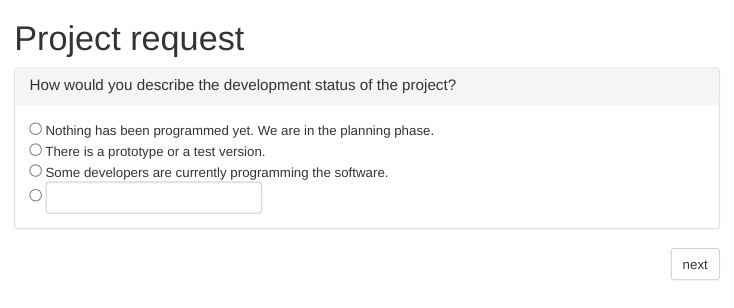 Project request
How would you describe the development status of the project?
Nothing has been programmed yet. We are in the planning phase.
There is a prototype or a test version.
Some developers are currently programming the software.
next